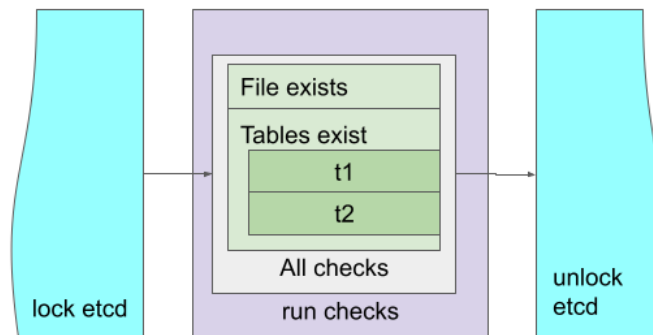 File exists
Tables exist
t1
t2
All checks
run checks
lock etcd
unlock
etcd